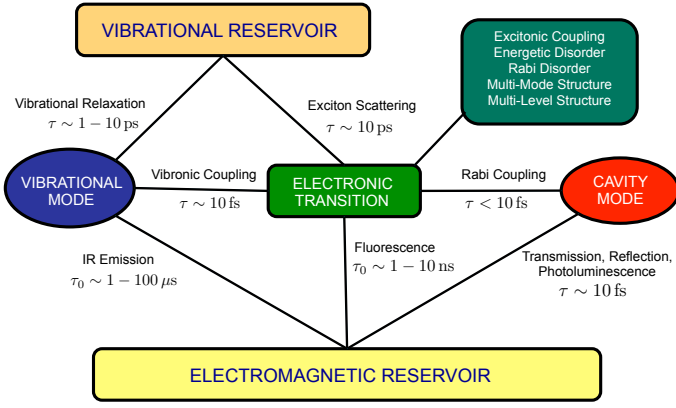 VIBRATIONAL RESERVOIR
Excitonic Coupling
Energetic Disorder
Rabi Disorder
Multi-Mode Structure
Multi-Level Structure
Vibrational Relaxation
τ ∼ 1 − 10 ps
Exciton Scattering
τ ∼ 10 ps
VIBRATIONAL
MODE
Vibronic Coupling
τ ∼ 10 fs
ELECTRONIC
TRANSITION
Rabi Coupling
τ < 10 fs
CAVITY
MODE
IR Emission
τ₀ ∼ 1 − 100 μs
Fluorescence
τ₀ ∼ 1 − 10 ns
Transmission, Reflection,
Photoluminescence
τ ∼ 10 fs
ELECTROMAGNETIC RESERVOIR